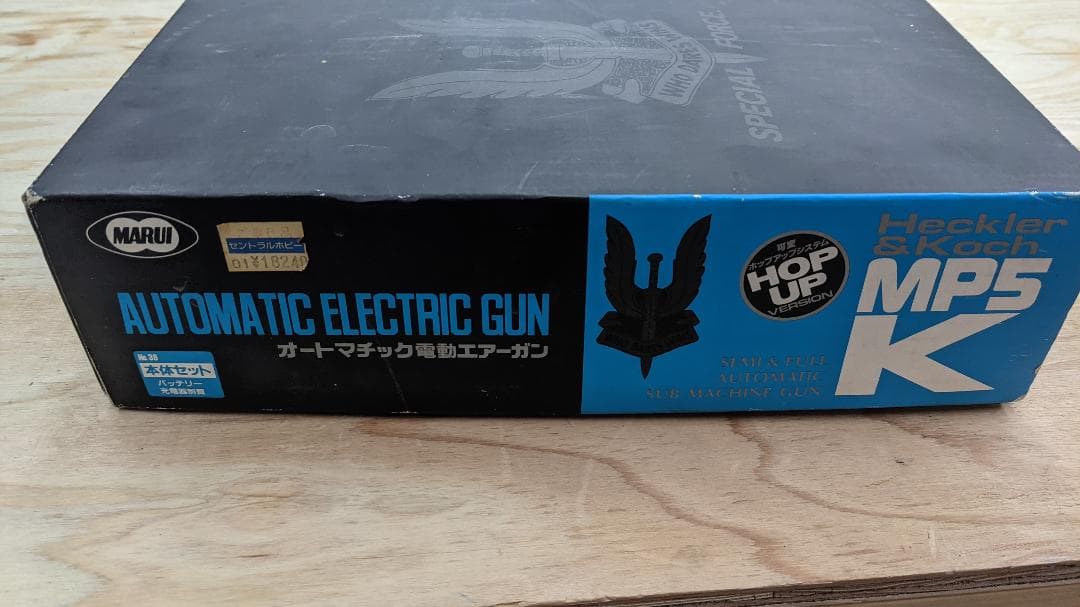 WHO DARES WINS
SPECIAL FORCE
MARUI
セントラルホビー
01￥18240
AUTOMATIC ELECTRIC GUN
オートマチック電動エアーガン
No.38
本体セット
バッテリー
充電器別買
可変
ホップアップシステム
HOP
UP
VERSION
Heckler
& Koch
MP5
K
SEMI & FULL
AUTOMATIC
SUB MACHINE GUN